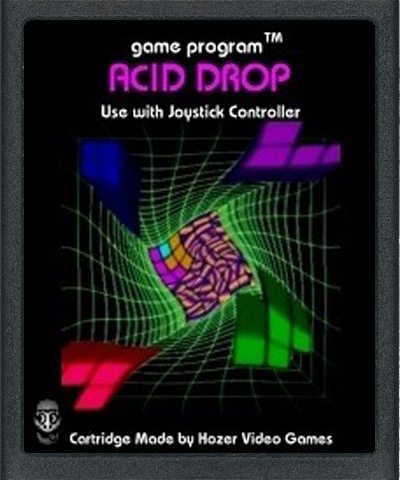 game program™
ACID DROP
Use with Joystick Controller
Cartridge Made by Hozer Video Games